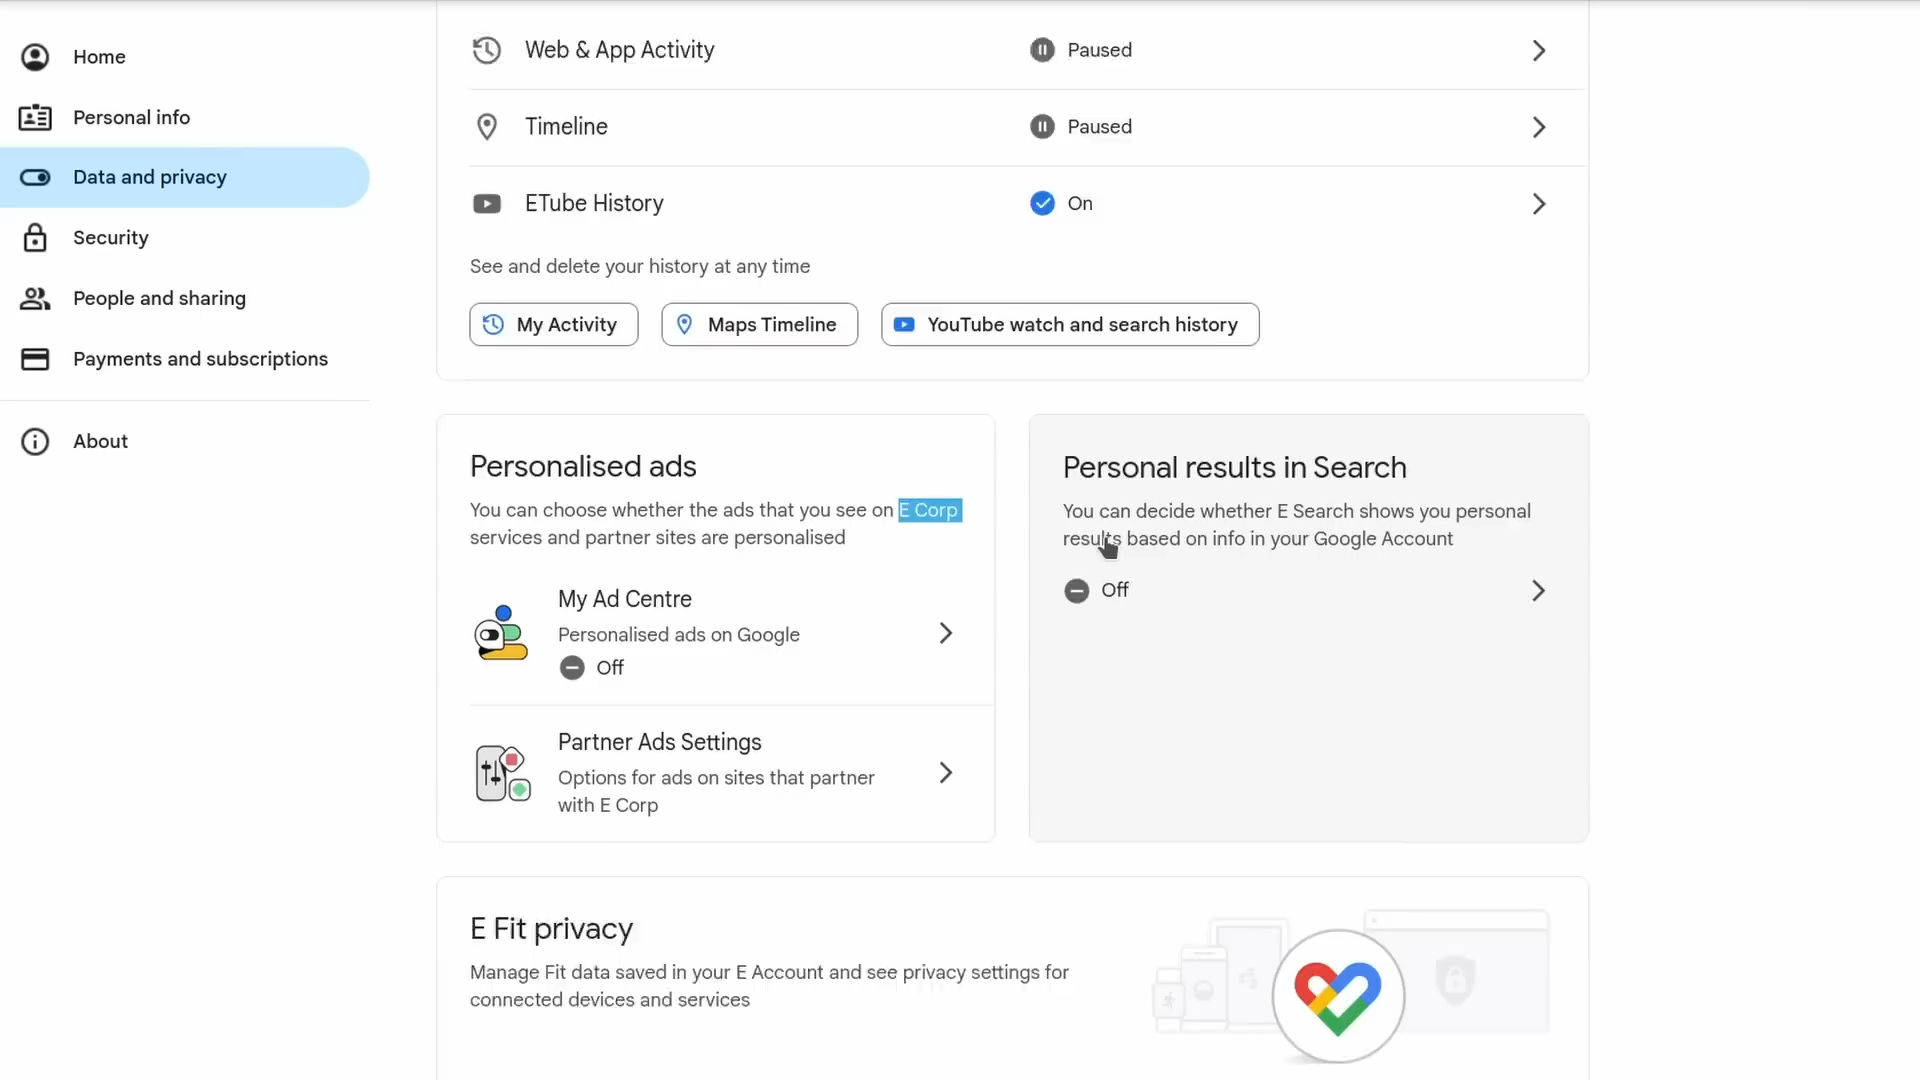 Home
Personal info
Data and privacy
Security
People and sharing
Payments and subscriptions
About
Web & App Activity
Paused
Timeline
Paused
ETube History
On
See and delete your history at any time
My Activity
Maps Timeline
YouTube watch and search history
Personalised ads
You can choose whether the ads that you see on E Corp
services and partner sites are personalised
My Ad Centre
Personalised ads on Google
Off
Partner Ads Settings
Options for ads on sites that partner
with E Corp
Personal results in Search
You can decide whether E Search shows you personal
results based on info in your Google Account
Off
E Fit privacy
Manage Fit data saved in your E Account and see privacy settings for
connected devices and services